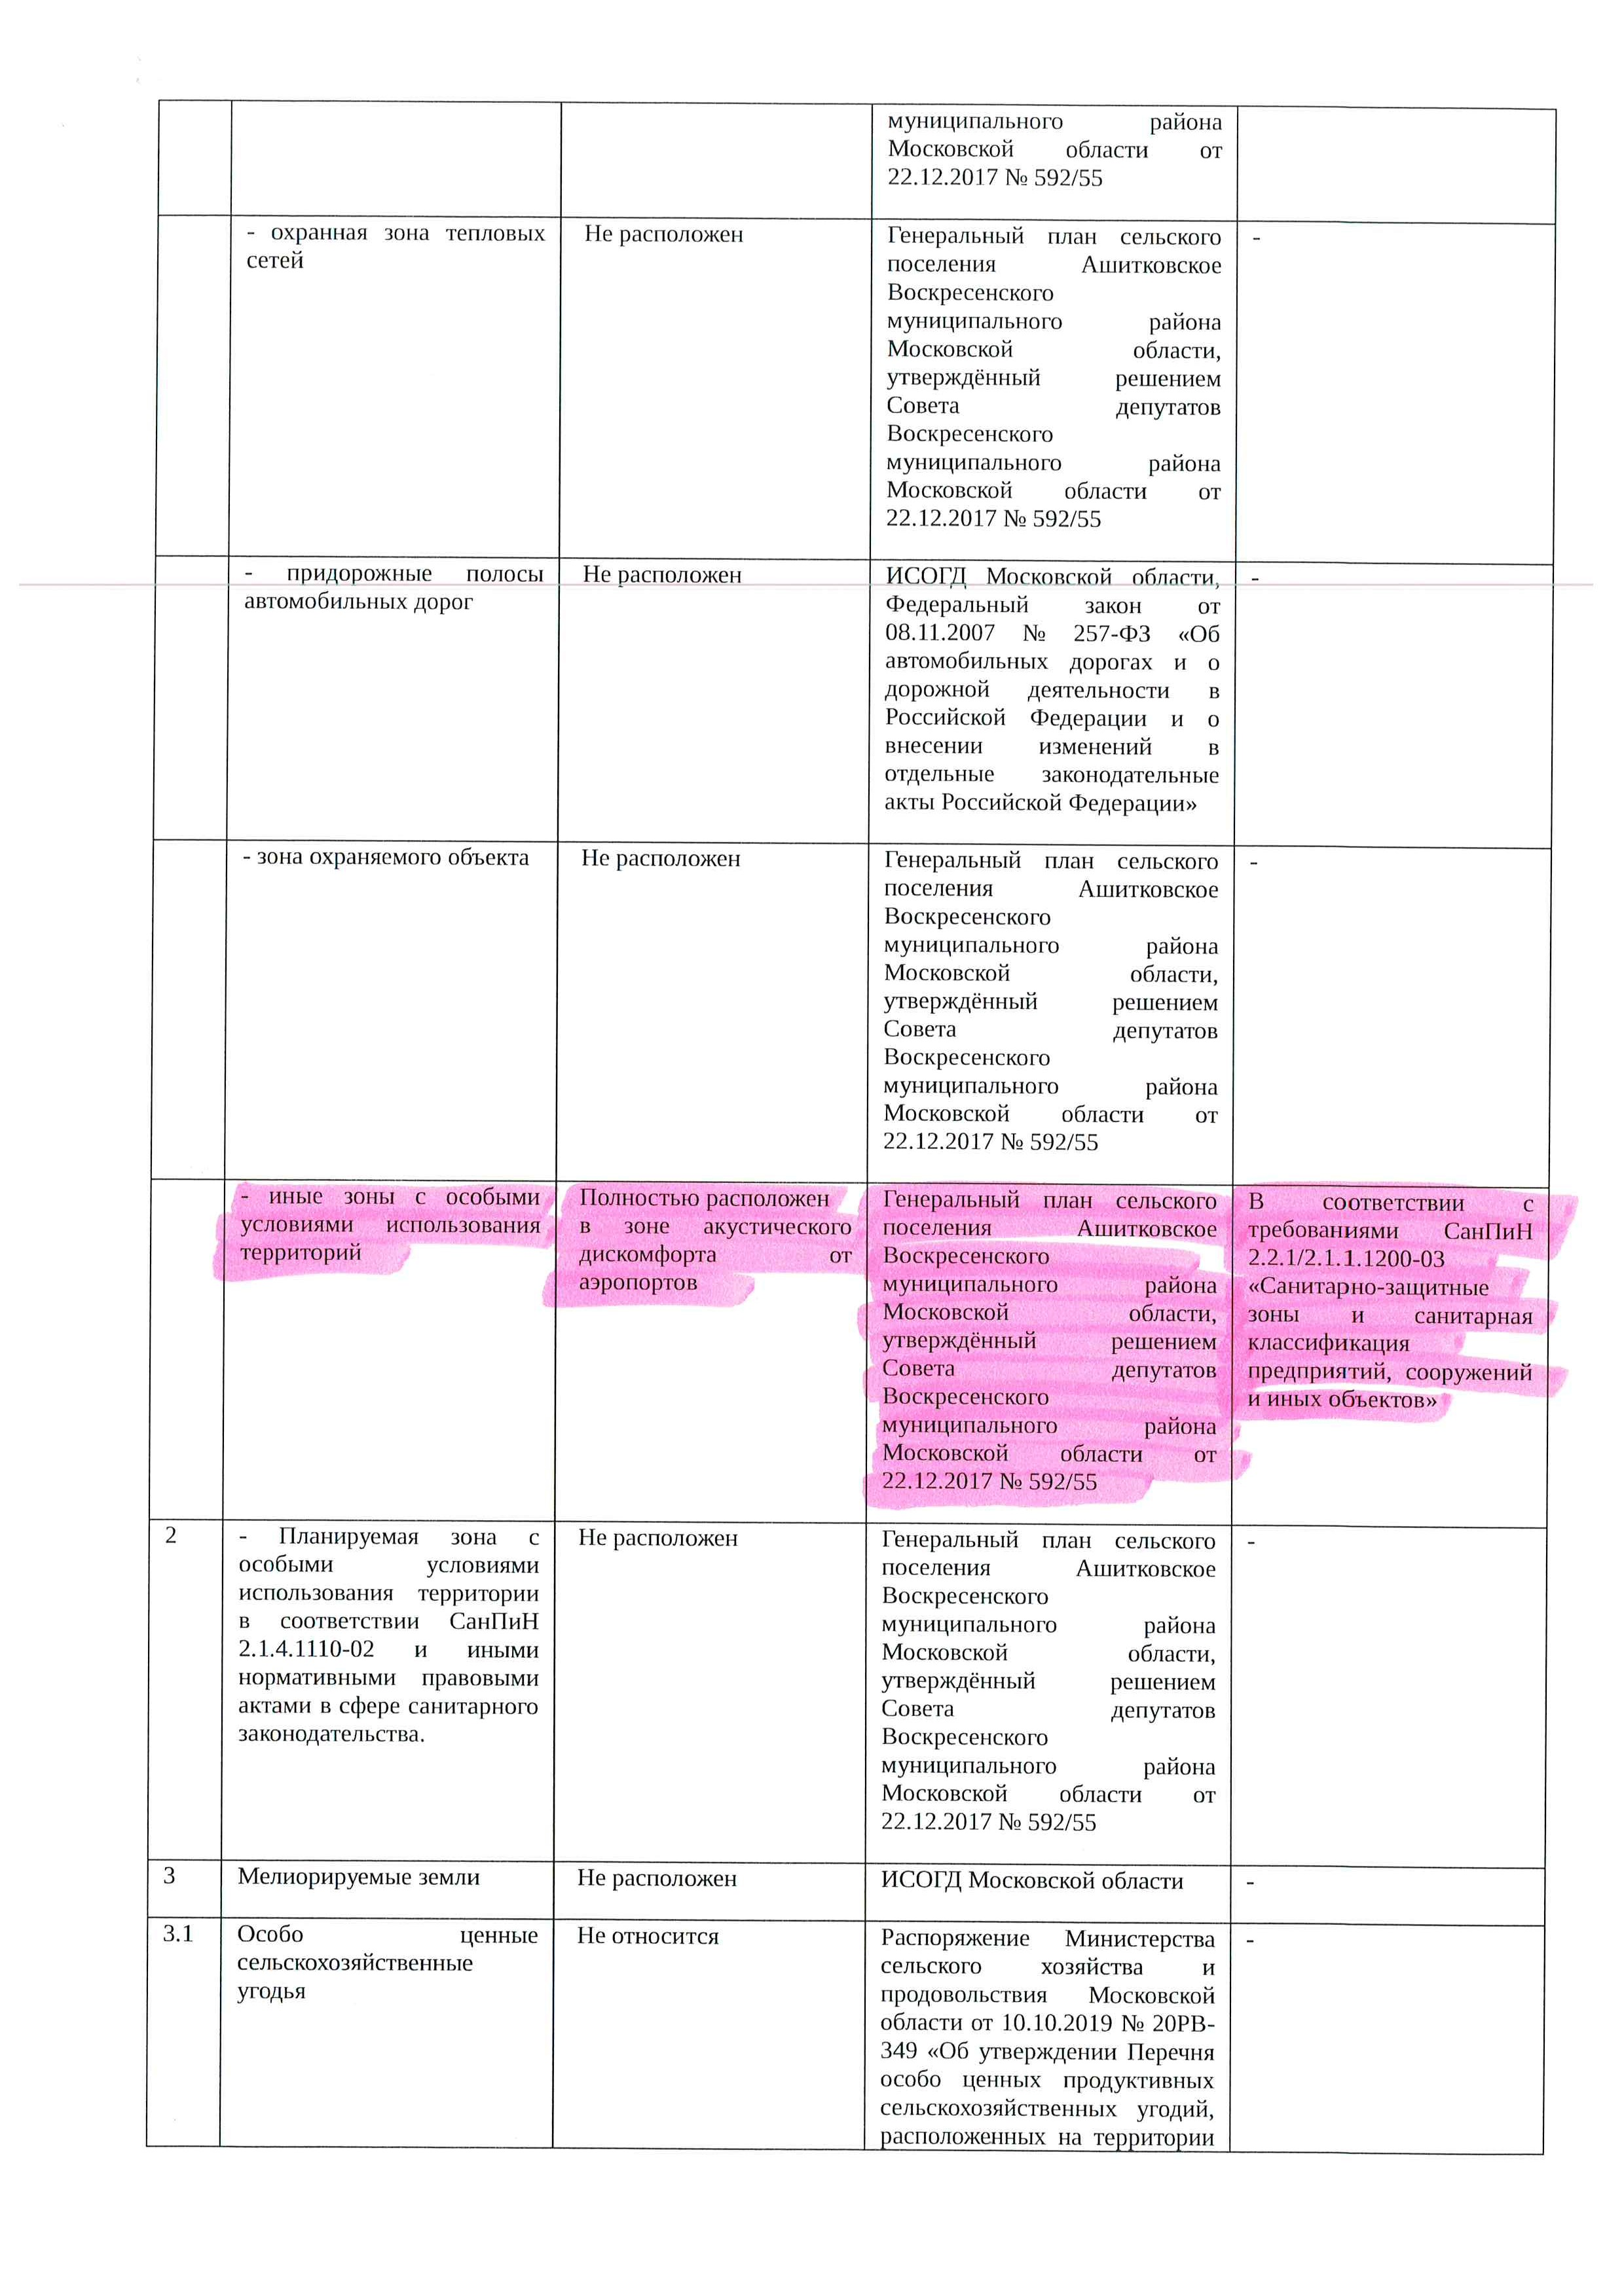 муниципального района
Московской области от
22.12.2017 № 592/55
- охранная зона тепловых
сетей
Не расположен
Генеральный план сельского
поселения Ашитковское
Воскресенского
муниципального района
Московской области,
утверждённый решением
Совета депутатов
Воскресенского
муниципального района
Московской области от
22.12.2017 № 592/55
-
- придорожные полосы
автомобильных дорог
Не расположен
ИСОГД Московской области,
Федеральный закон от
08.11.2007 № 257-ФЗ «Об
автомобильных дорогах и о
дорожной деятельности в
Российской Федерации и о
внесении изменений в
отдельные законодательные
акты Российской Федерации»
-
- зона охраняемого объекта
Не расположен
Генеральный план сельского
поселения Ашитковское
Воскресенского
муниципального района
Московской области,
утверждённый решением
Совета депутатов
Воскресенского
муниципального района
Московской области от
22.12.2017 № 592/55
-
- иные зоны с особыми
условиями использования
территорий
Полностью расположен
в зоне акустического
дискомфорта от
аэропортов
Генеральный план сельского
поселения Ашитковское
Воскресенского
муниципального района
Московской области,
утверждённый решением
Совета депутатов
Воскресенского
муниципального района
Московской области от
22.12.2017 № 592/55
В соответствии с
требованиями СанПиН
2.2.1/2.1.1.1200-03
«Санитарно-защитные
зоны и санитарная
классификация
предприятий, сооружений
и иных объектов»
2
- Планируемая зона с
особыми условиями
использования территории
в соответствии СанПиН
2.1.4.1110-02 и иными
нормативными правовыми
актами в сфере санитарного
законодательства.
Не расположен
Генеральный план сельского
поселения Ашитковское
Воскресенского
муниципального района
Московской области,
утверждённый решением
Совета депутатов
Воскресенского
муниципального района
Московской области от
22.12.2017 № 592/55
-
3
Мелиорируемые земли
Не расположен
ИСОГД Московской области
-
3.1
Особо ценные
сельскохозяйственные
угодья
Не относится
Распоряжение Министерства
сельского хозяйства и
продовольствия Московской
области от 10.10.2019 № 20РВ-
349 «Об утверждении Перечня
особо ценных продуктивных
сельскохозяйственных угодий,
расположенных на территории
-